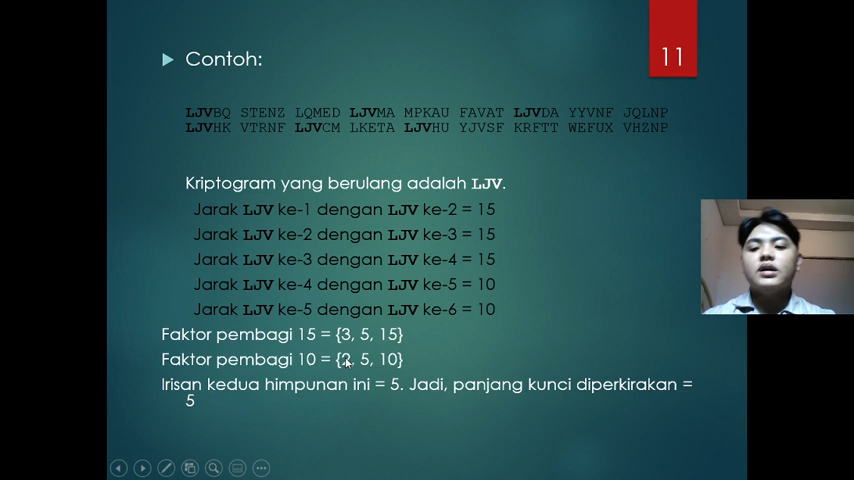 11
Contoh:
LJVBQ STENZ LQMED LJVMA MPKAU FAVAT LJVDA YYVNF JQLNP
LJVHK VTRNF LJVCM LKETA LJVHU YJVSF KRFTT WEFUX VHZNP
Kriptogram yang berulang adalah LJV.
Jarak LJV ke-1 dengan LJV ke-2 = 15
Jarak LJV ke-2 dengan LJV ke-3 = 15
Jarak LJV ke-3 dengan LJV ke-4 = 15
Jarak LJV ke-4 dengan LJV ke-5 = 10
Jarak LJV ke-5 dengan LJV ke-6 = 10
Faktor pembagi 15 = {3, 5, 15}
Faktor pembagi 10 = {2, 5, 10}
Irisan kedua himpunan ini = 5. Jadi, panjang kunci diperkirakan =
5